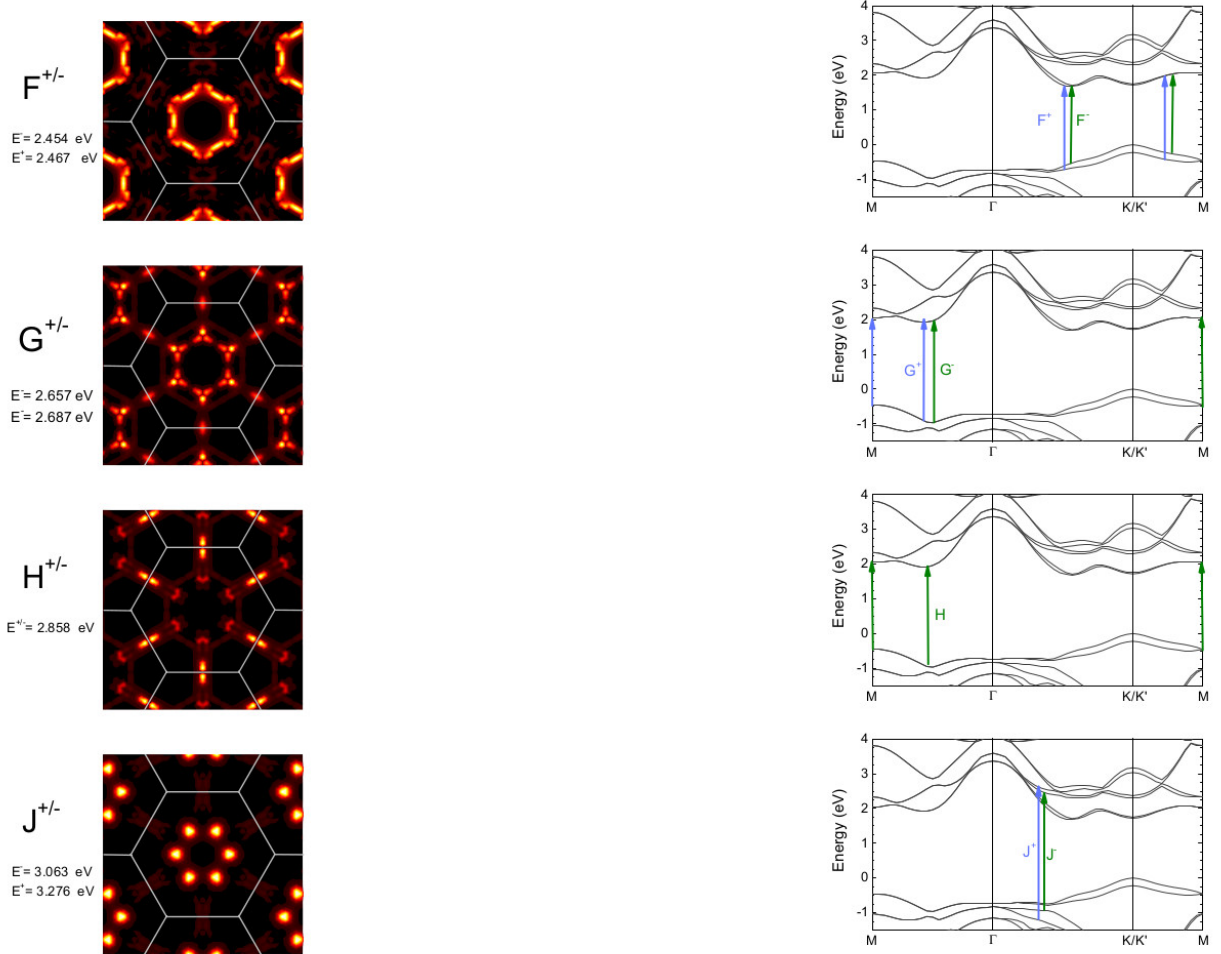 F+/-
E-= 2.454 eV
E+= 2.467 eV
Energy (eV)
4
3
2
1
0
-1
F+
F-
M
Γ
K/K'
M
G+/-
E-= 2.657 eV
E-= 2.687 eV
Energy (eV)
4
3
2
1
0
-1
G+
G-
M
Γ
K/K'
M
H+/-
E+/-= 2.858 eV
Energy (eV)
4
3
2
1
0
-1
H
M
Γ
K/K'
M
J+/-
E-= 3.063 eV
E+= 3.276 eV
Energy (eV)
4
3
2
1
0
-1
J+
J-
M
Γ
K/K'
M